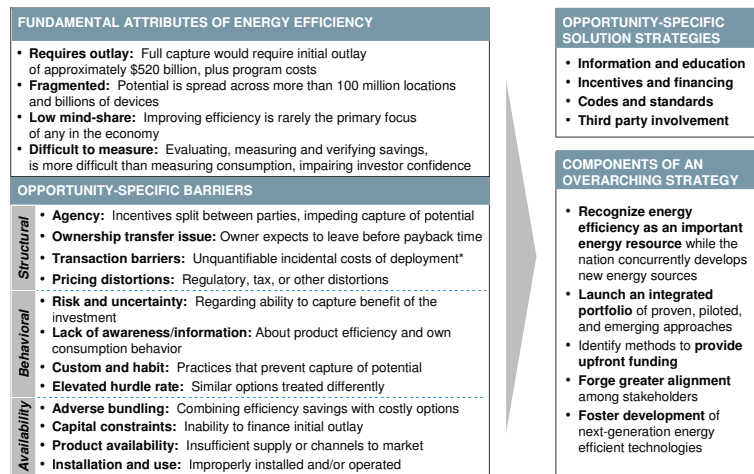 FUNDAMENTAL ATTRIBUTES OF ENERGY EFFICIENCY
• Requires outlay: Full capture would require initial outlay
of approximately $520 billion, plus program costs
• Fragmented: Potential is spread across more than 100 million locations
and billions of devices
• Low mind-share: Improving efficiency is rarely the primary focus
of any in the economy
• Difficult to measure: Evaluating, measuring and verifying savings,
is more difficult than measuring consumption, impairing investor confidence
OPPORTUNITY-SPECIFIC BARRIERS
Structural
• Agency: Incentives split between parties, impeding capture of potential
• Ownership transfer issue: Owner expects to leave before payback time
• Transaction barriers: Unquantifiable incidental costs of deployment*
• Pricing distortions: Regulatory, tax, or other distortions
Behavioral
• Risk and uncertainty: Regarding ability to capture benefit of the
investment
• Lack of awareness/information: About product efficiency and own
consumption behavior
• Custom and habit: Practices that prevent capture of potential
• Elevated hurdle rate: Similar options treated differently
Availability
• Adverse bundling: Combining efficiency savings with costly options
• Capital constraints: Inability to finance initial outlay
• Product availability: Insufficient supply or channels to market
• Installation and use: Improperly installed and/or operated
OPPORTUNITY-SPECIFIC
SOLUTION STRATEGIES
• Information and education
• Incentives and financing
• Codes and standards
• Third party involvement
COMPONENTS OF AN
OVERARCHING STRATEGY
• Recognize energy
efficiency as an important
energy resource while the
nation concurrently develops
new energy sources
• Launch an integrated
portfolio of proven, piloted,
and emerging approaches
• Identify methods to provide
upfront funding
• Forge greater alignment
among stakeholders
• Foster development of
next-generation energy
efficient technologies